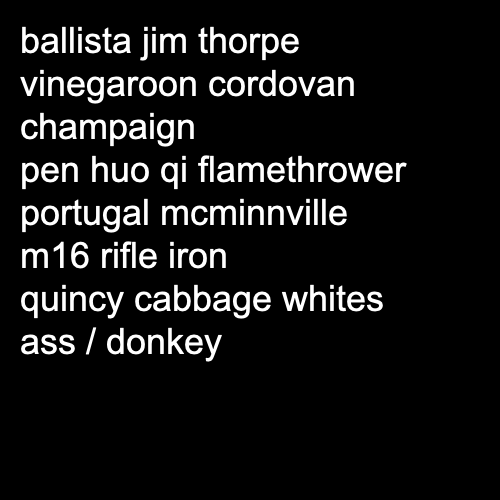 ballista jim thorpe
vinegaroon cordovan
champaign
pen huo qi flamethrower
portugal mcminnville
m16 rifle iron
quincy cabbage whites
ass / donkey